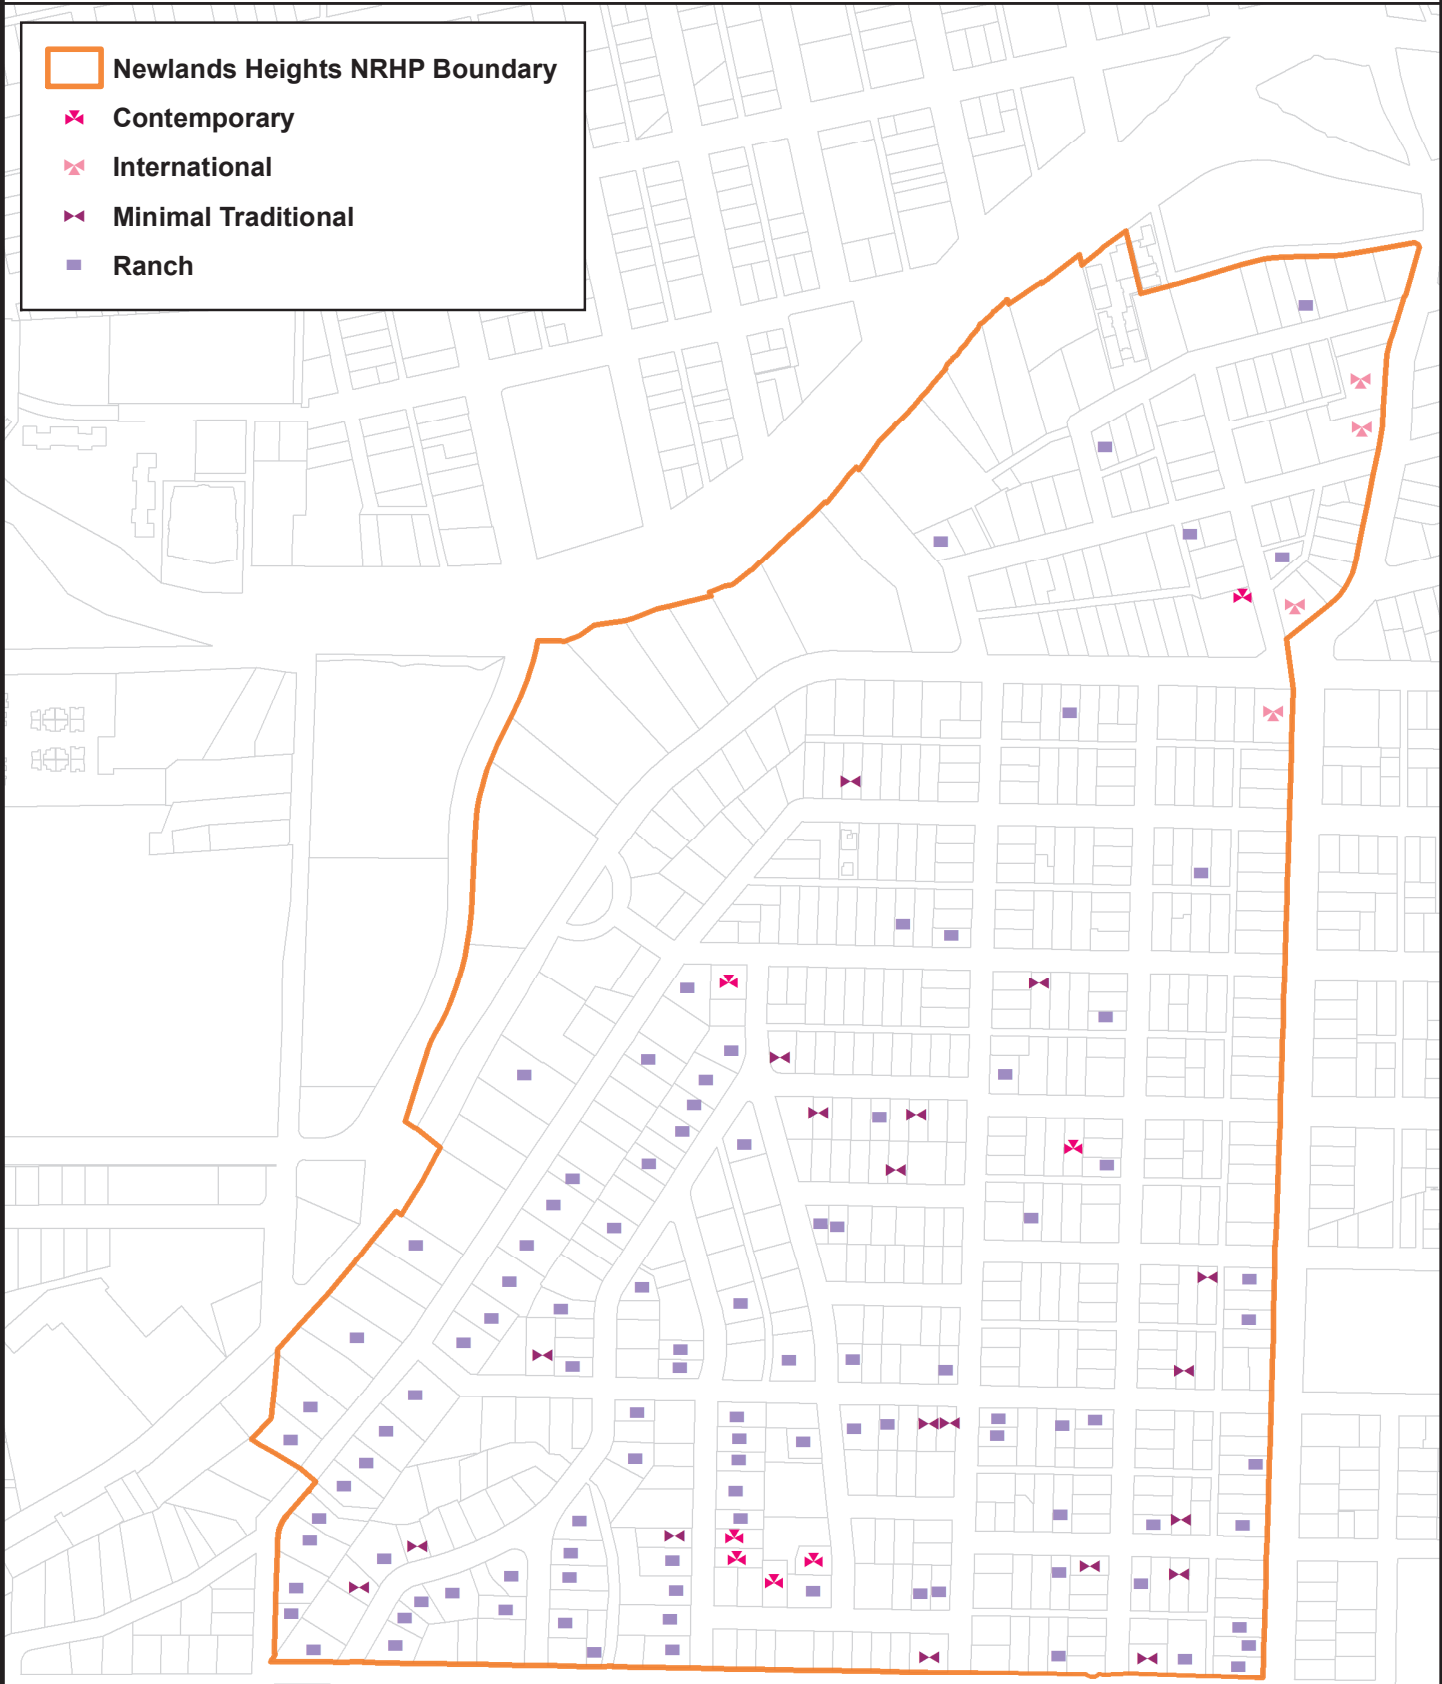 Newlands Heights NRHP Boundary
Contemporary
International
Minimal Traditional
Ranch